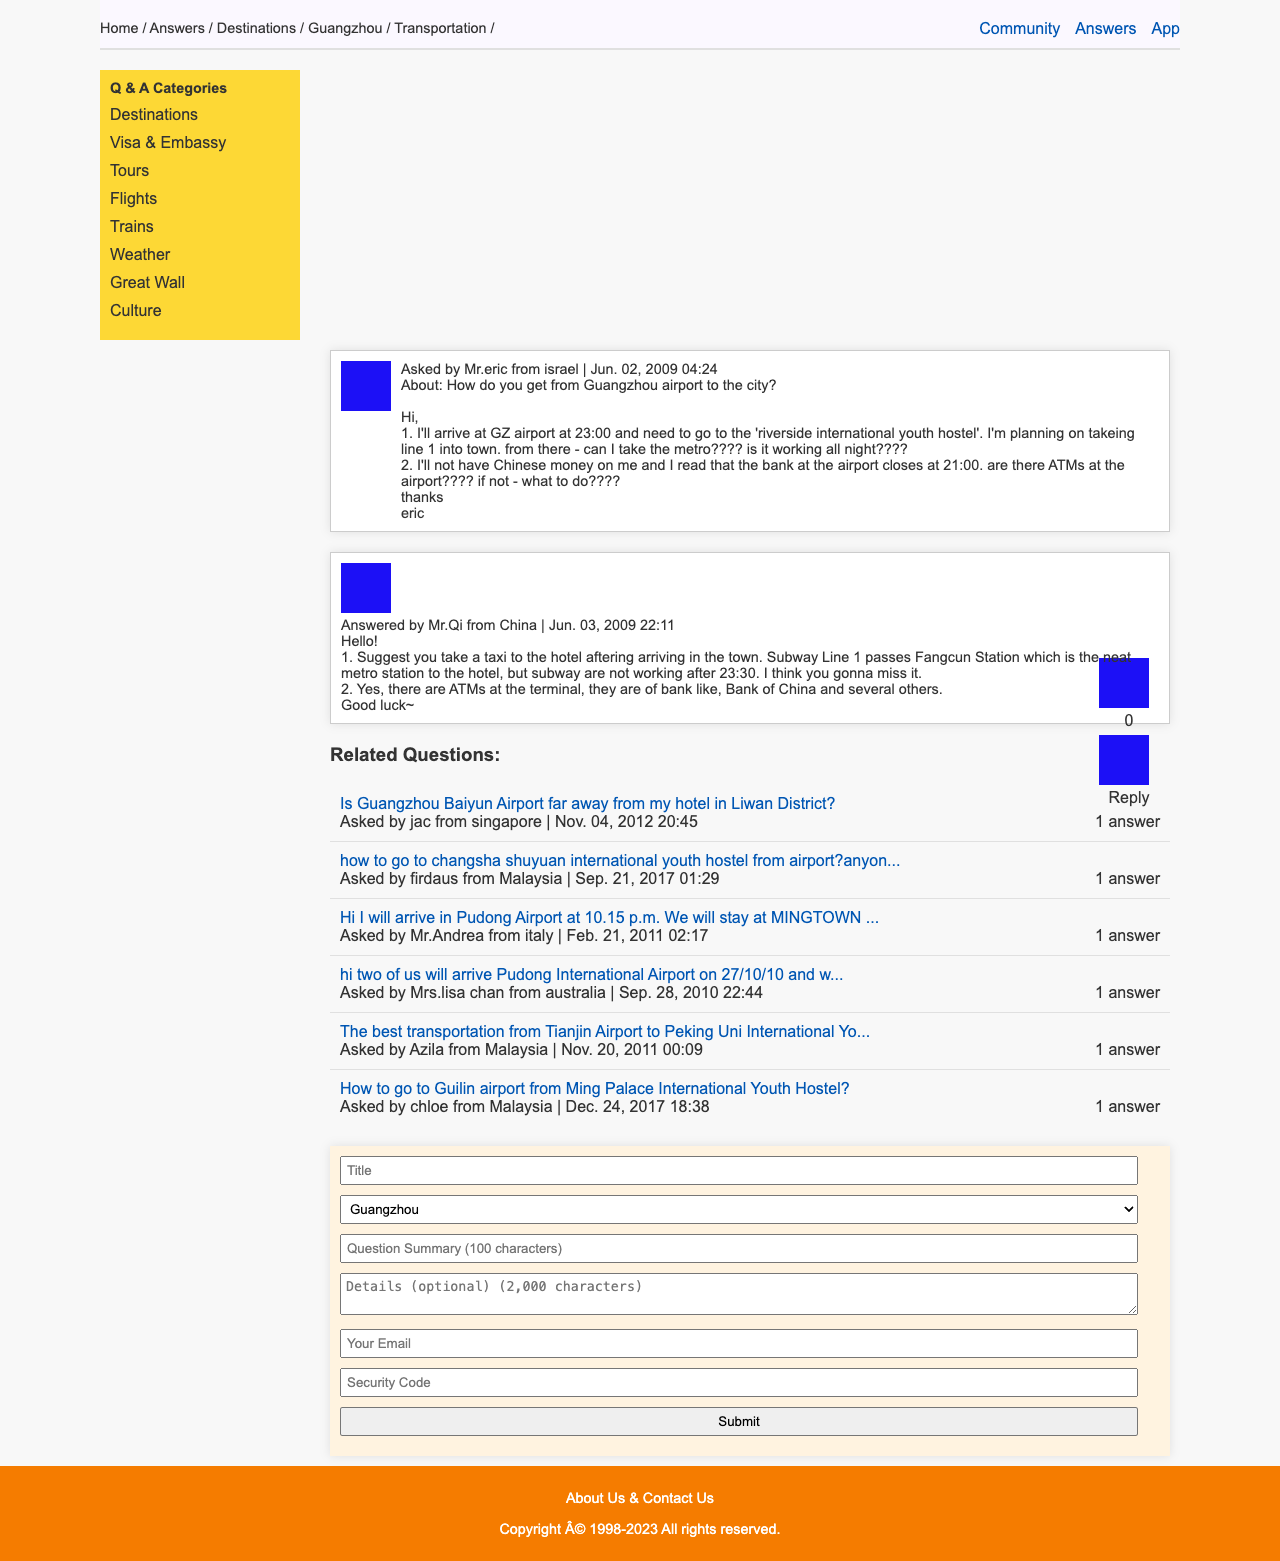 Home / Answers / Destinations / Guangzhou / Transportation /
Community Answers App
Q & A Categories
Destinations
Visa & Embassy
Tours
Flights
Trains
Weather
Great Wall
Culture
Asked by Mr.eric from israel | Jun. 02, 2009 04:24
About: How do you get from Guangzhou airport to the city?
Hi,
1. I'll arrive at GZ airport at 23:00 and need to go to the 'riverside international youth hostel'. I'm planning on takeing
line 1 into town. from there - can I take the metro???? is it working all night????
2. I'll not have Chinese money on me and I read that the bank at the airport closes at 21:00. are there ATMs at the
airport???? if not - what to do????
thanks
eric
Answered by Mr.Qi from China | Jun. 03, 2009 22:11
Hello!
1. Suggest you take a taxi to the hotel aftering arriving in the town. Subway Line 1 passes Fangcun Station which is the neat
metro station to the hotel, but subway are not working after 23:30. I think you gonna miss it.
2. Yes, there are ATMs at the terminal, they are of bank like, Bank of China and several others.
Good luck~
0
Reply
Related Questions:
Is Guangzhou Baiyun Airport far away from my hotel in Liwan District?
Asked by jac from singapore | Nov. 04, 2012 20:45 1 answer
how to go to changsha shuyuan international youth hostel from airport?anyon...
Asked by firdaus from Malaysia | Sep. 21, 2017 01:29 1 answer
Hi I will arrive in Pudong Airport at 10.15 p.m. We will stay at MINGTOWN ...
Asked by Mr.Andrea from italy | Feb. 21, 2011 02:17 1 answer
hi two of us will arrive Pudong International Airport on 27/10/10 and w...
Asked by Mrs.lisa chan from australia | Sep. 28, 2010 22:44 1 answer
The best transportation from Tianjin Airport to Peking Uni International Yo...
Asked by Azila from Malaysia | Nov. 20, 2011 00:09 1 answer
How to go to Guilin airport from Ming Palace International Youth Hostel?
Asked by chloe from Malaysia | Dec. 24, 2017 18:38 1 answer
Title
Guangzhou
Question Summary (100 characters)
Details (optional) (2,000 characters)
Your Email
Security Code
Submit
About Us & Contact Us
Copyright Â© 1998-2023 All rights reserved.